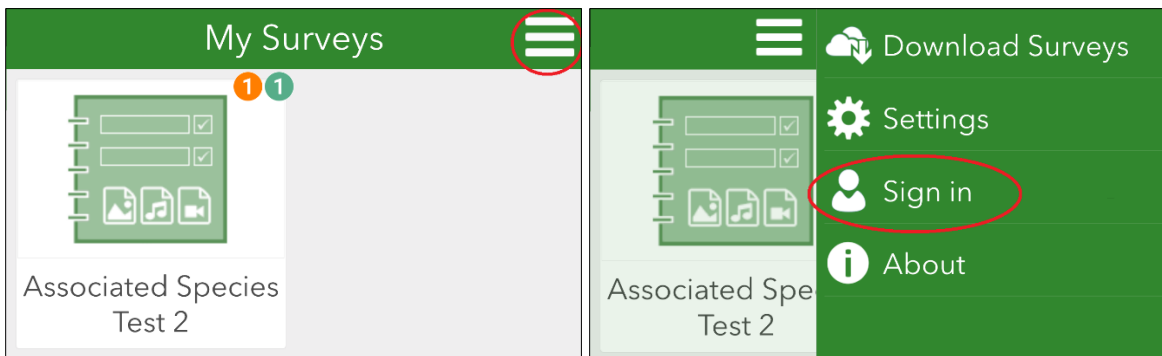 My Surveys
1 1
Associated Species
Test 2
Associated Spe
Test 2
Download Surveys
Settings
Sign in
About